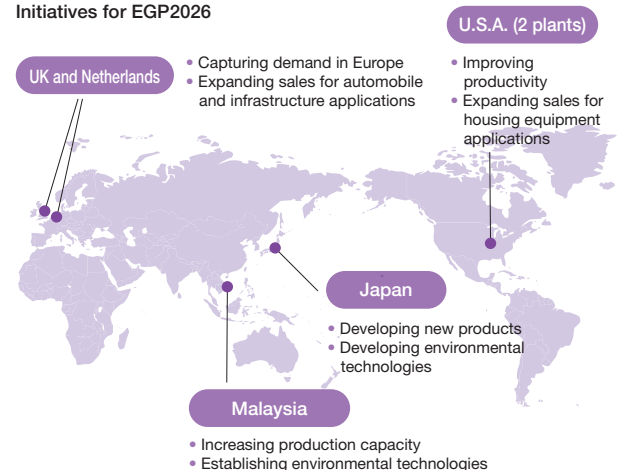 Initiatives for EGP2026
U.S.A. (2 plants)
• Improving
productivity
• Expanding sales for
housing equipment
applications
UK and Netherlands
• Capturing demand in Europe
• Expanding sales for automobile
and infrastructure applications
Japan
• Developing new products
• Developing environmental
technologies
Malaysia
• Increasing production capacity
• Establishing environmental technologies